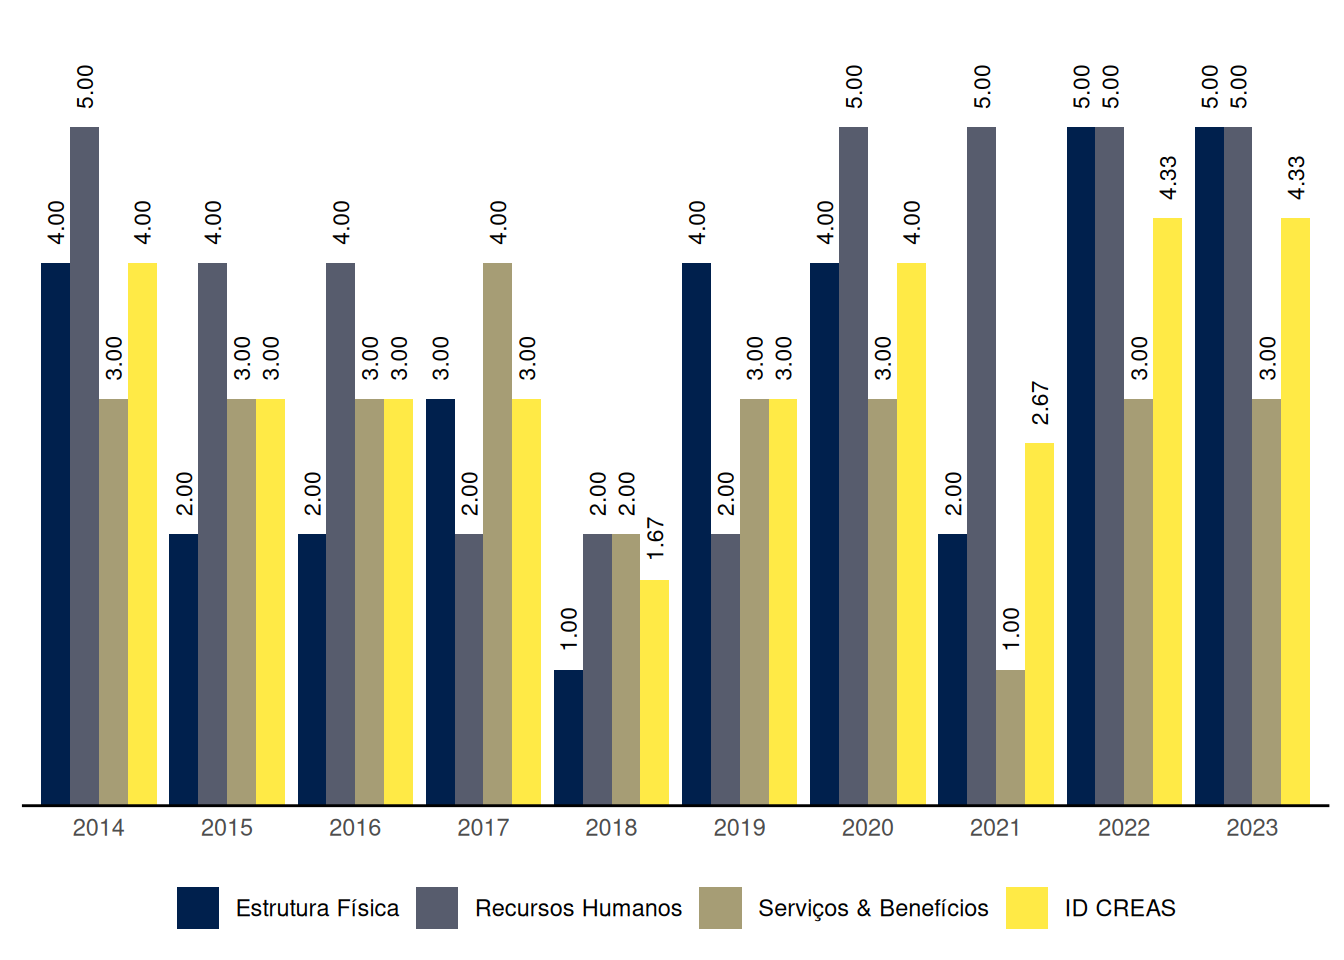 4.00 5.00 3.00 4.00
2.00 4.00 3.00 3.00
2.00 4.00 3.00 3.00
3.00 2.00 4.00 3.00
1.00 2.00 2.00 1.67
4.00 2.00 3.00 3.00
4.00 5.00 3.00 4.00
2.00 5.00 1.00 2.67
5.00 5.00 3.00 4.33
5.00 5.00 3.00 4.33
2014 2015 2016 2017 2018 2019 2020 2021 2022 2023
Estrutura Física Recursos Humanos Serviços & Benefícios ID CREAS